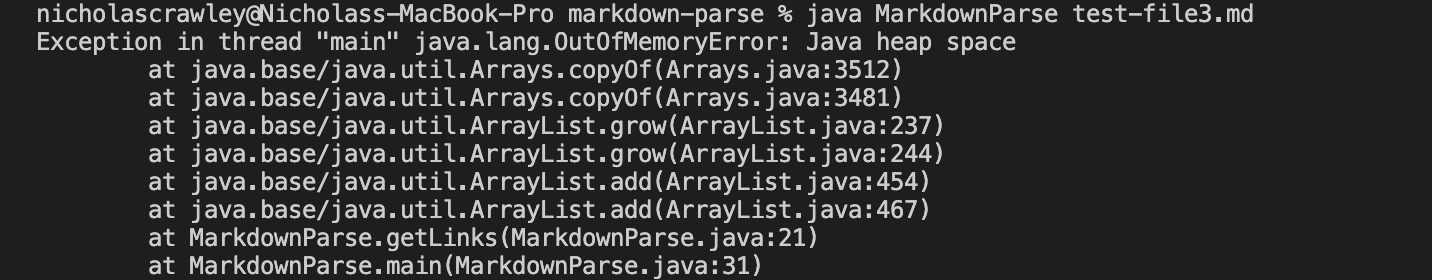 nicholascrawley@Nicholass-MacBook-Pro markdown-parse % java MarkdownParse test-file3.md
Exception in thread "main" java.lang.OutOfMemoryError: Java heap space
        at java.base/java.util.Arrays.copyOf(Arrays.java:3512)
        at java.base/java.util.Arrays.copyOf(Arrays.java:3481)
        at java.base/java.util.ArrayList.grow(ArrayList.java:237)
        at java.base/java.util.ArrayList.grow(ArrayList.java:244)
        at java.base/java.util.ArrayList.add(ArrayList.java:454)
        at java.base/java.util.ArrayList.add(ArrayList.java:467)
        at MarkdownParse.getLinks(MarkdownParse.java:21)
        at MarkdownParse.main(MarkdownParse.java:31)